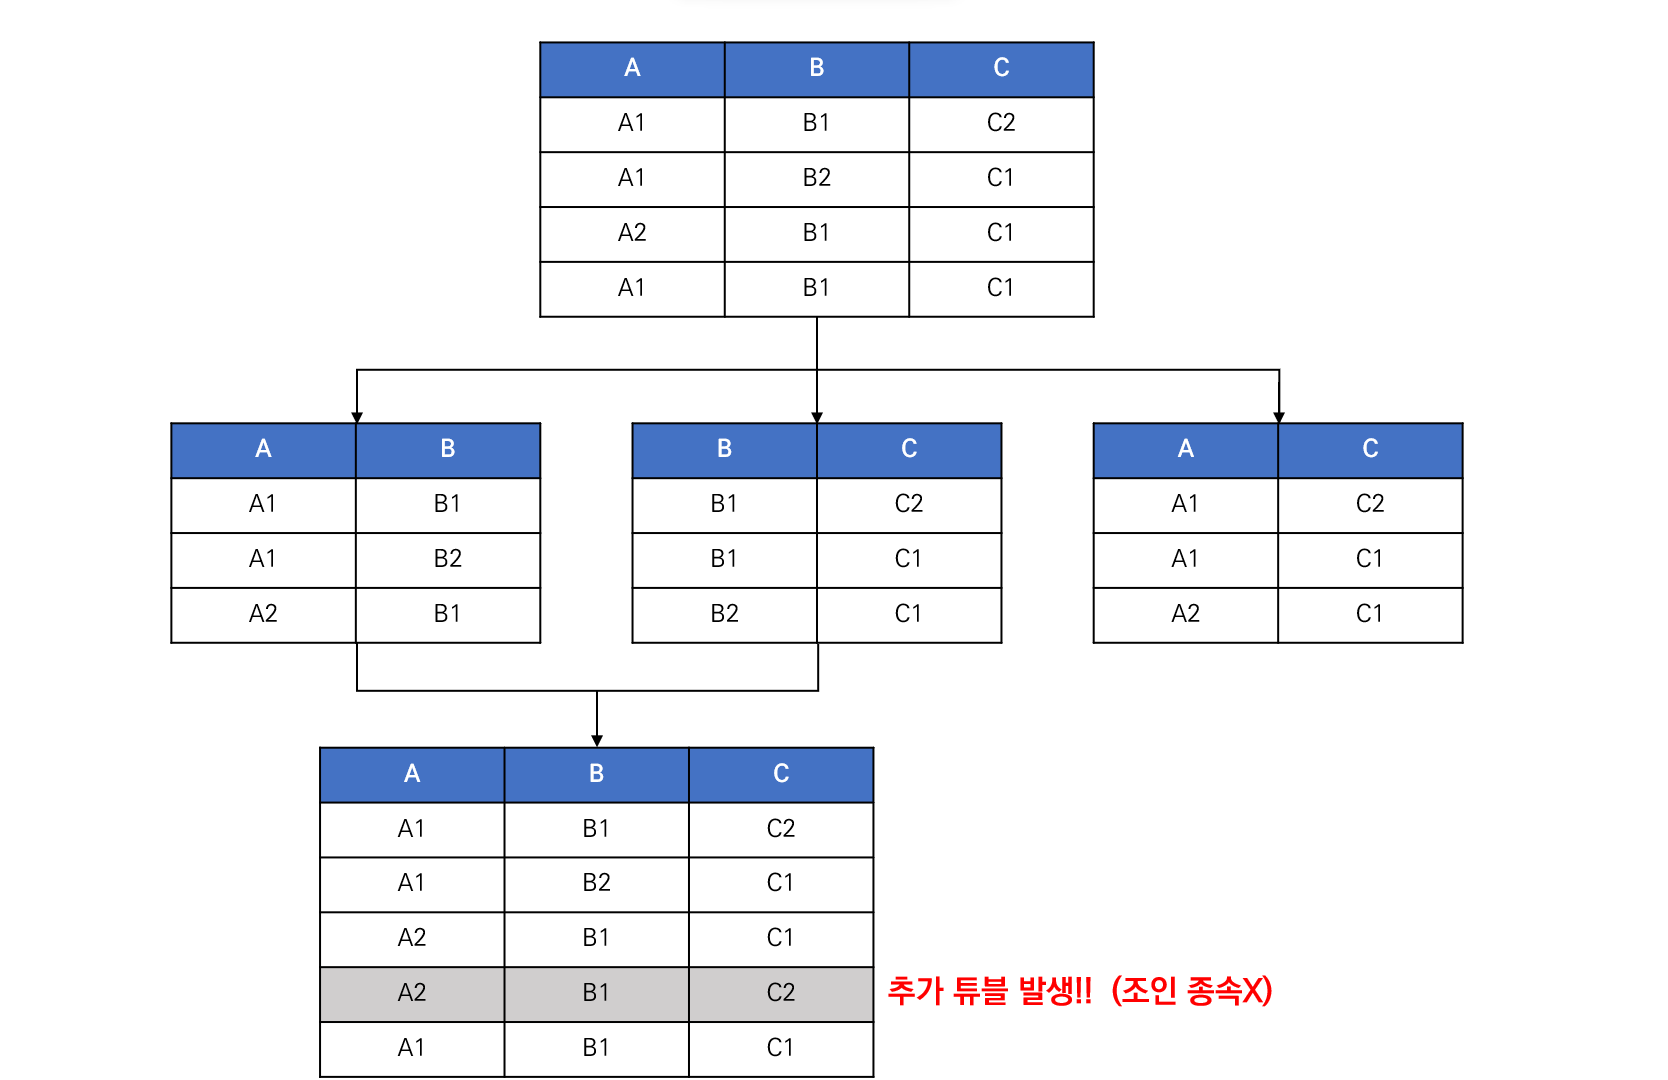 A B C
A1 B1 C2
A1 B2 C1
A2 B1 C1
A1 B1 C1
A B
A1 B1
A1 B2
A2 B1
B C
B1 C2
B1 C1
B2 C1
A C
A1 C2
A1 C1
A2 C1
A B C
A1 B1 C2
A1 B2 C1
A2 B1 C1
A2 B1 C2
추가 튜블 발생!! (조인 종속X)
A1 B1 C1